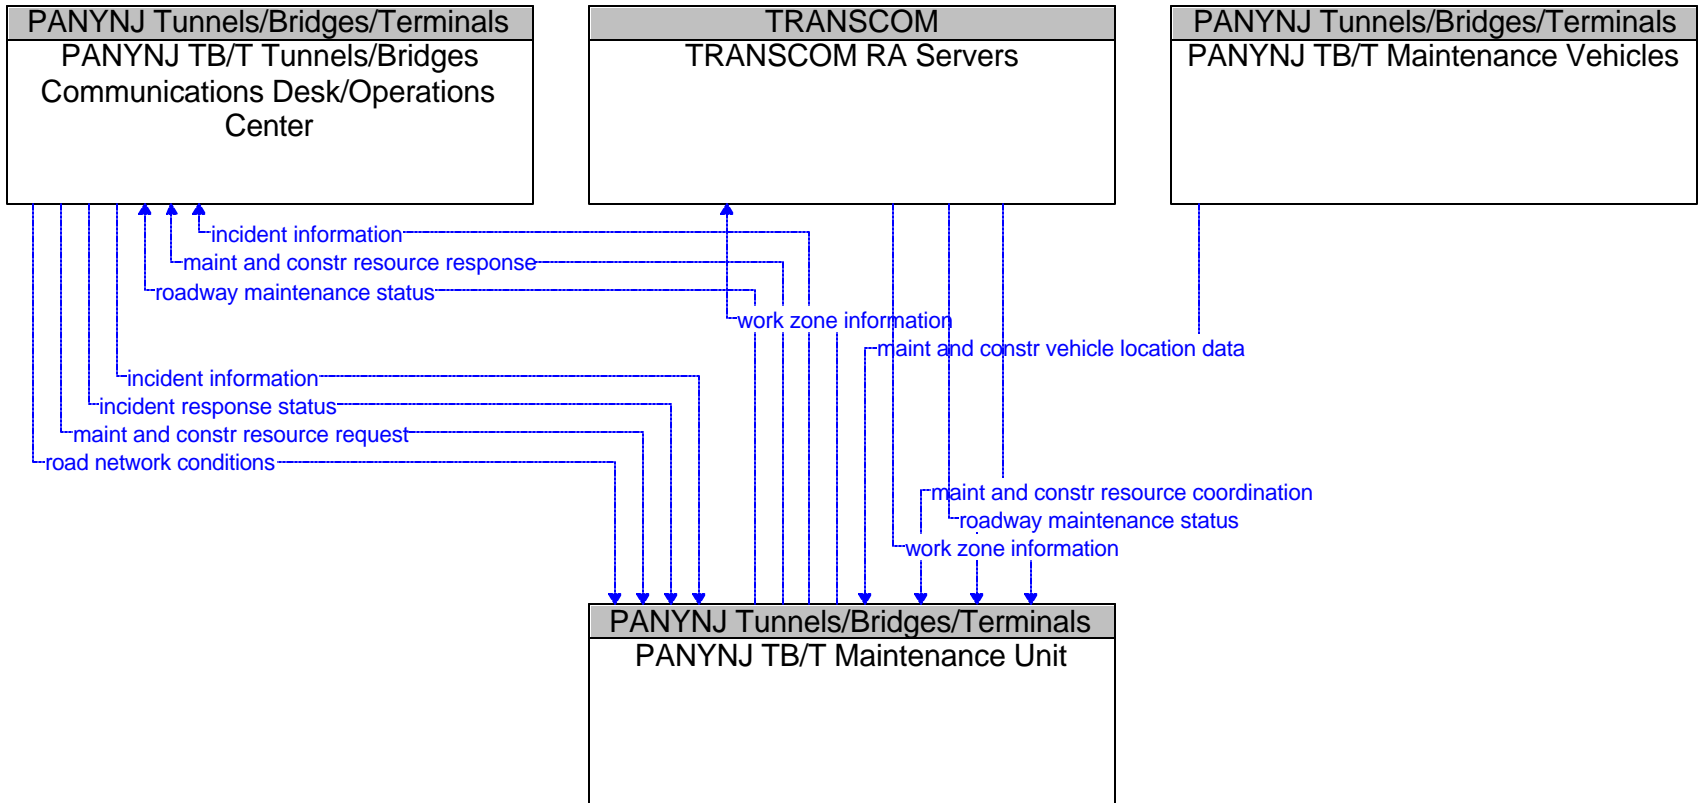 PANYNJ Tunnels/Bridges/Terminals
PANYNJ TB/T Tunnels/Bridges
Communications Desk/Operations
Center
TRANSCOM
TRANSCOM RA Servers
PANYNJ Tunnels/Bridges/Terminals
PANYNJ TB/T Maintenance Vehicles
incident information
maint and constr resource response
roadway maintenance status
work zone information
maint and constr vehicle location data
incident information
incident response status
maint and constr resource request
road network conditions
maint and constr resource coordination
roadway maintenance status
work zone information
PANYNJ Tunnels/Bridges/Terminals
PANYNJ TB/T Maintenance Unit